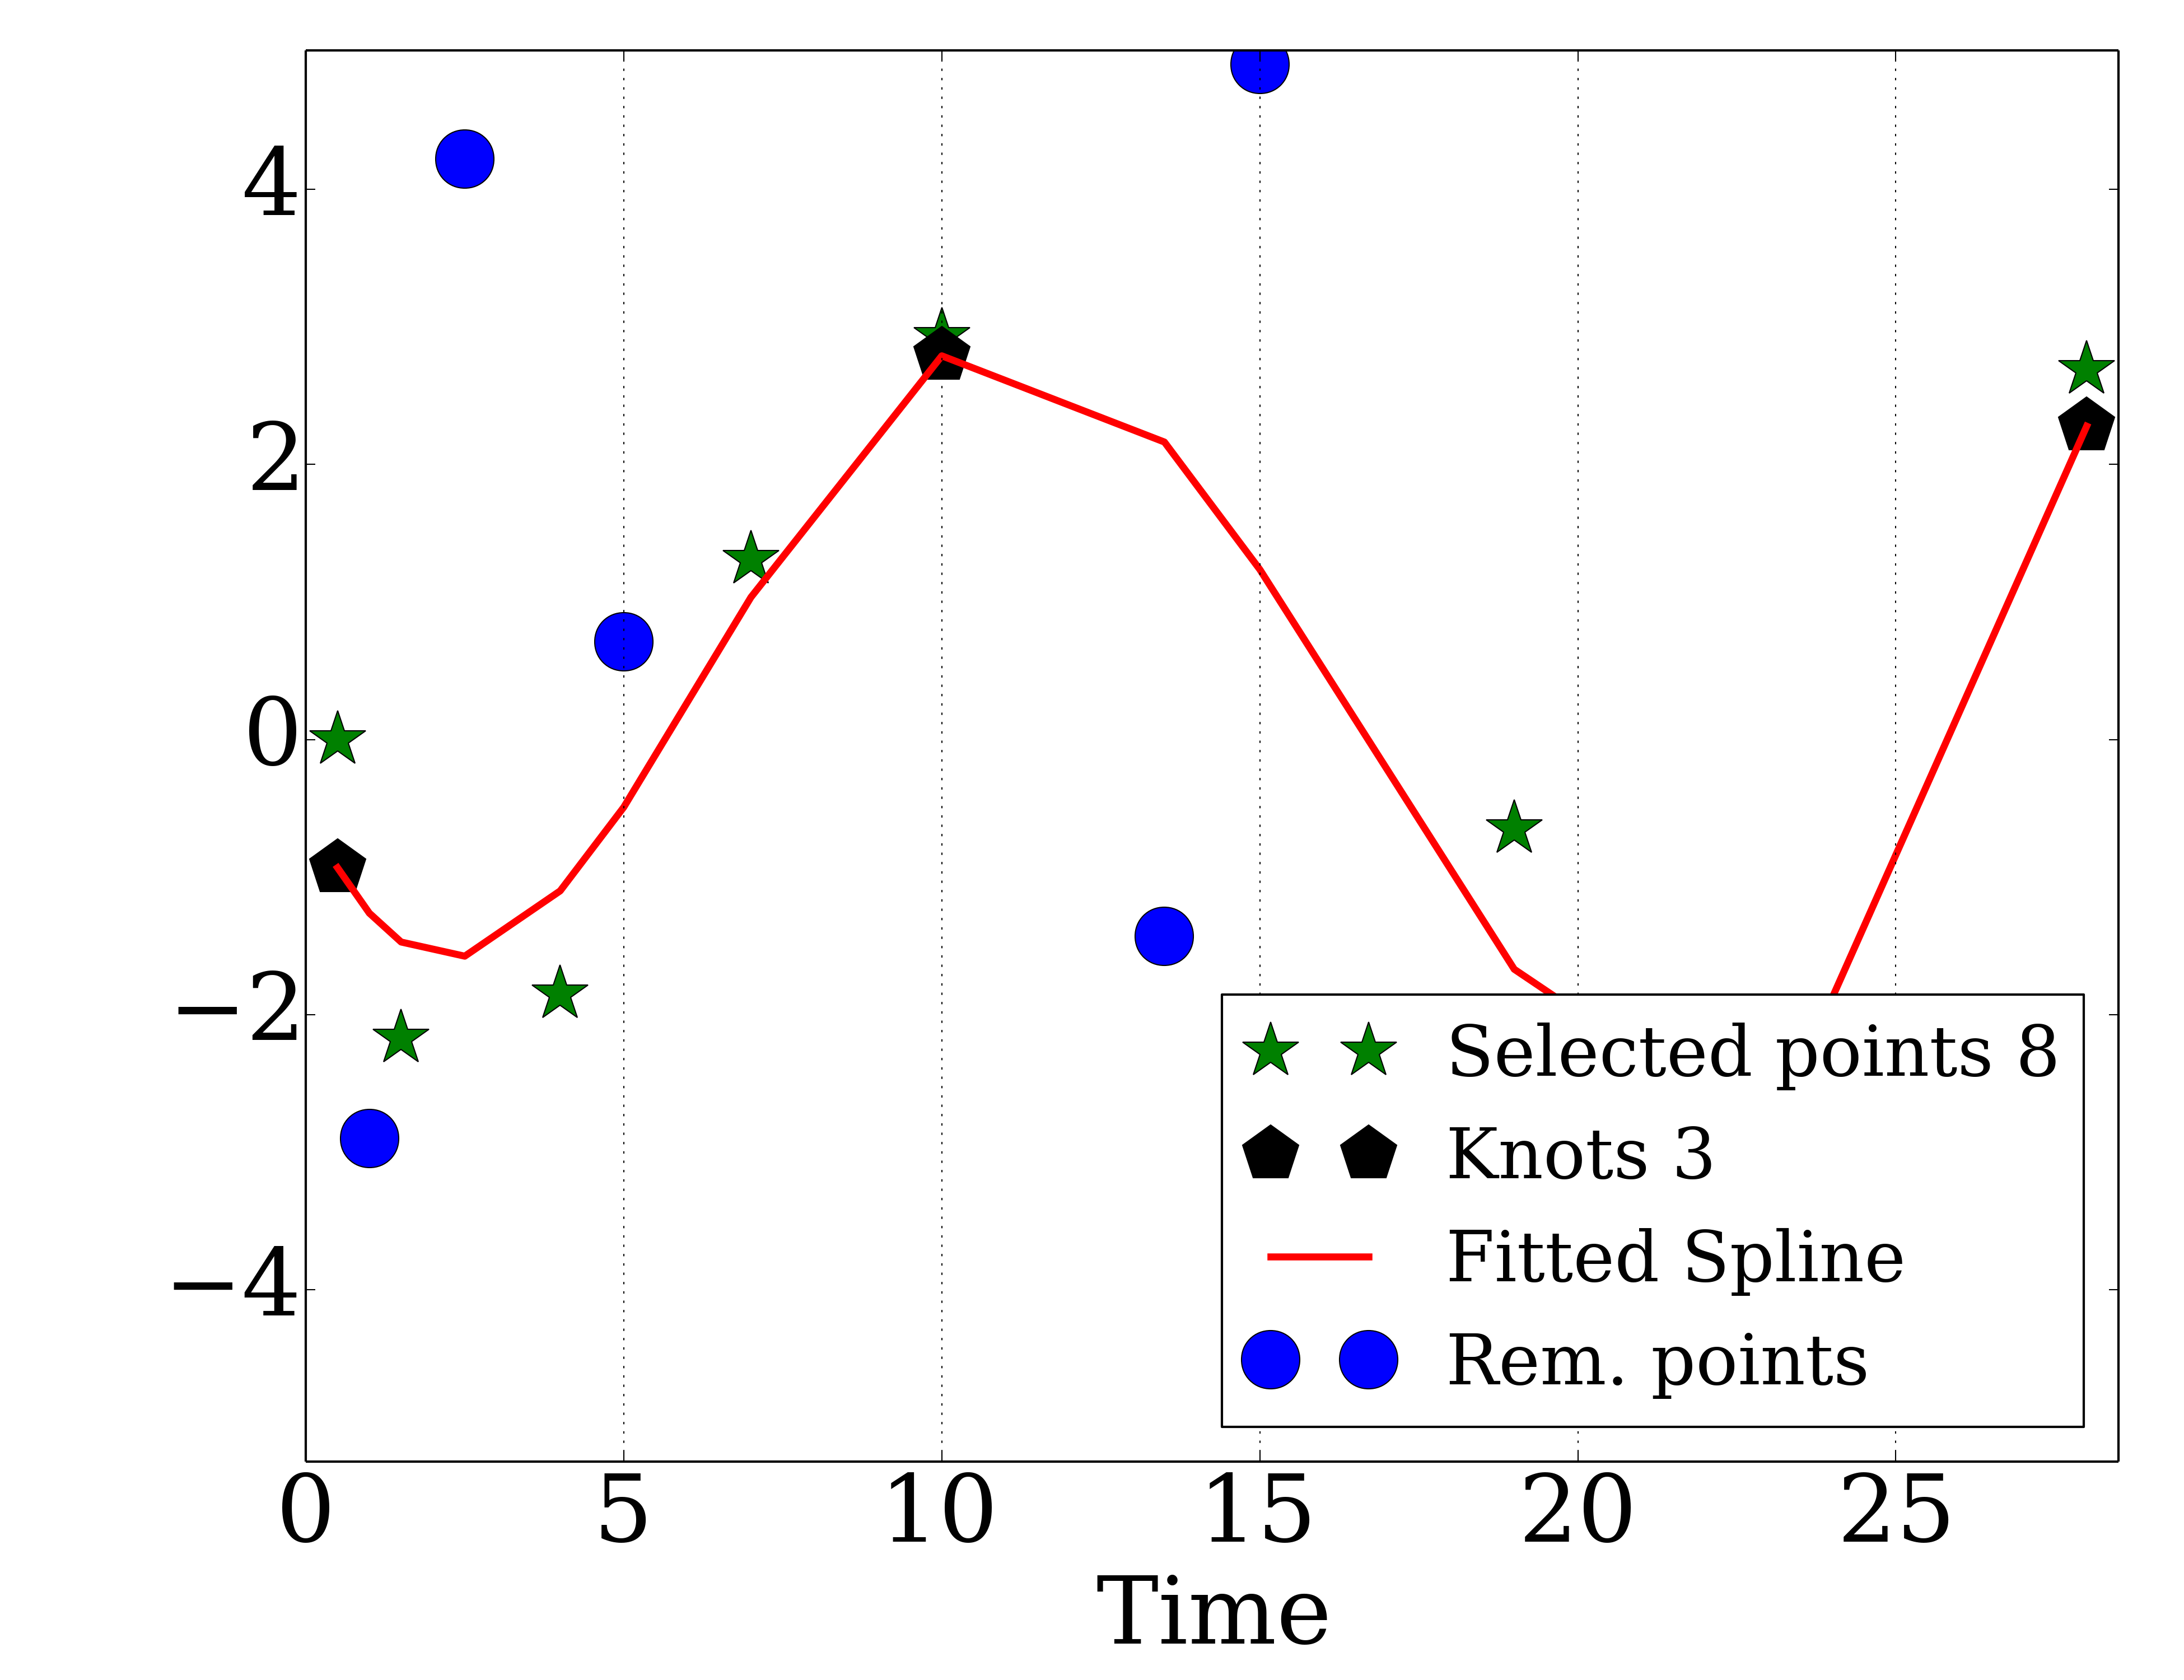 4
2
0
−2
−4
Selected points 8
Knots 3
Fitted Spline
Rem. points
0 5 10 15 20 25
Time